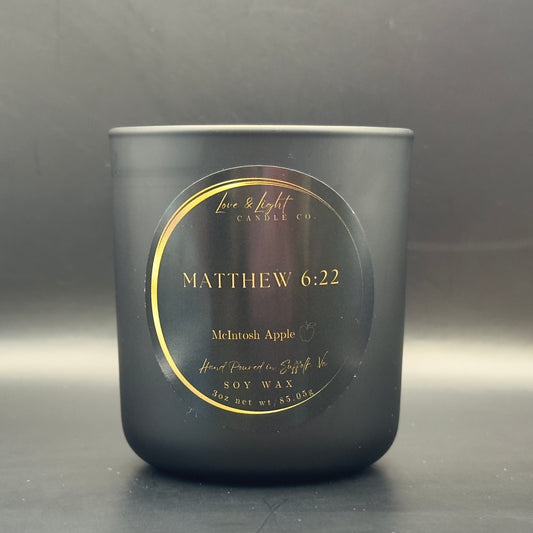 Love & Light
CANDLE CO.
MATTHEW 6:22
McIntosh Apple
Hand Poured in Suffolk Va
SOY WAX
3oz net wt/85.05g